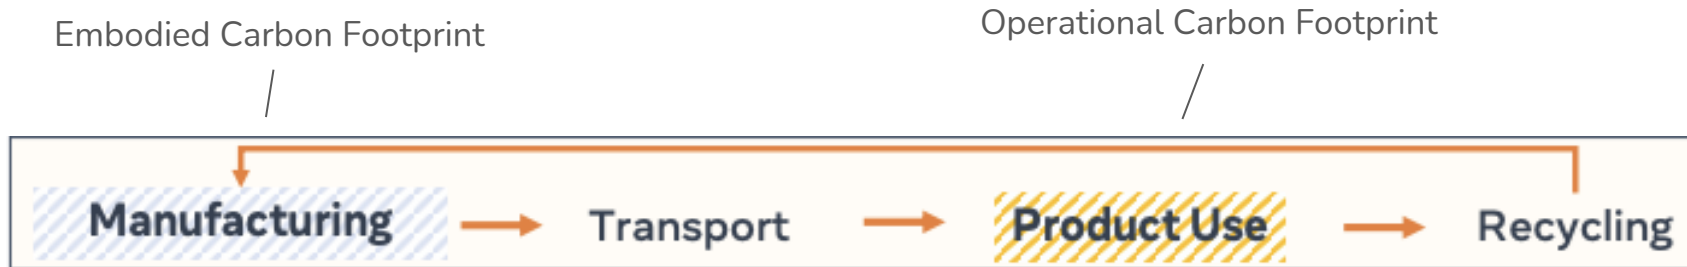 Embodied Carbon Footprint
Operational Carbon Footprint
Manufacturing
Transport
Product Use
Recycling